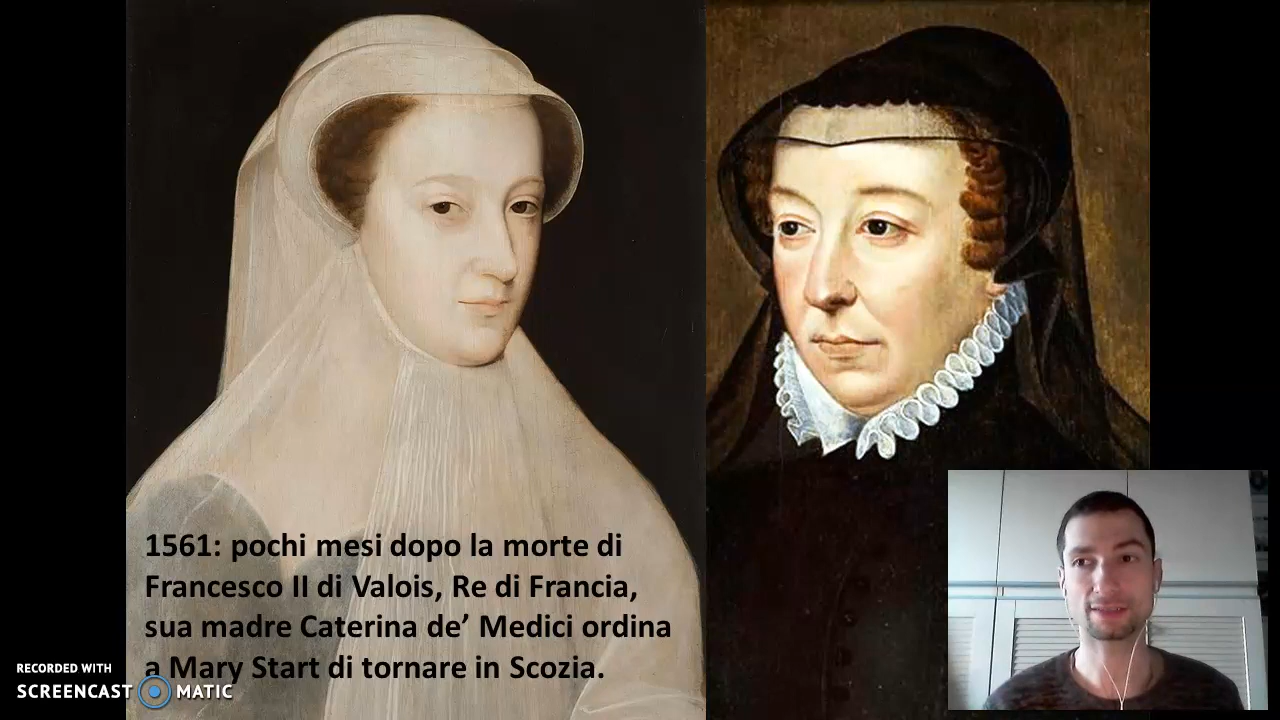 1561: pochi mesi dopo la morte di
Francesco II di Valois, Re di Francia,
sua madre Caterina de’ Medici ordina
a Mary Start di tornare in Scozia.
RECORDED WITH
SCREENCAST MATIC